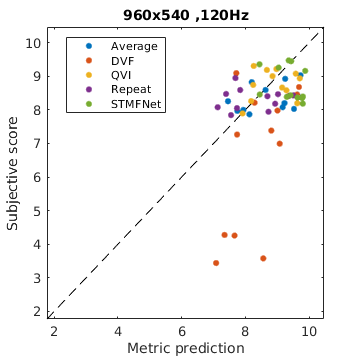 960x540 ,120Hz
Average
DVF
QVI
Repeat
STMFNet
Subjective score
10
9
8
7
6
5
4
3
2
2
4
6
8
10
Metric prediction